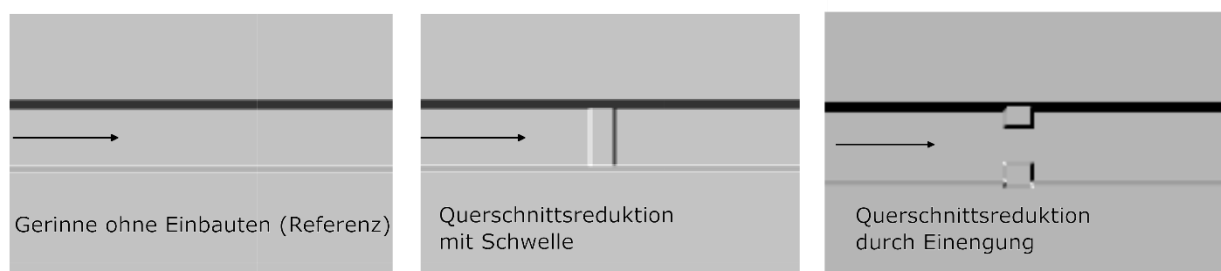 Gerinne ohne Einbauten (Referenz)
Querschnittsreduktion
mit Schwelle
Querschnittsreduktion
durch Einengung